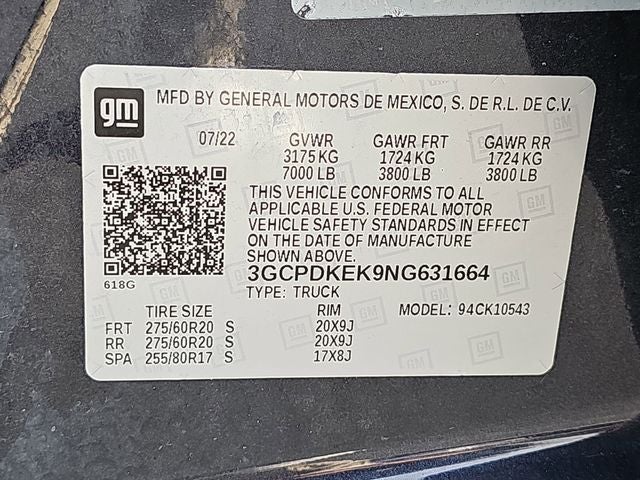 gm MFD BY GENERAL MOTORS DE MEXICO, S. DE R.L. DE C.V.
07/22 GVWR GAWR FRT GAWR RR
3175 KG 1724 KG 1724 KG
7000 LB 3800 LB 3800 LB
THIS VEHICLE CONFORMS TO ALL
APPLICABLE U.S. FEDERAL MOTOR
VEHICLE SAFETY STANDARDS IN EFFECT
ON THE DATE OF MANUFACTURE
SHOWN ABOVE.
3GCPDKEK9NG631664
618G
TYPE: TRUCK MODEL: 94CK10543
TIRE SIZE RIM
FRT 275/60R20 S 20X9J
RR 275/60R20 S 20X9J
SPA 255/80R17 S 17X8J